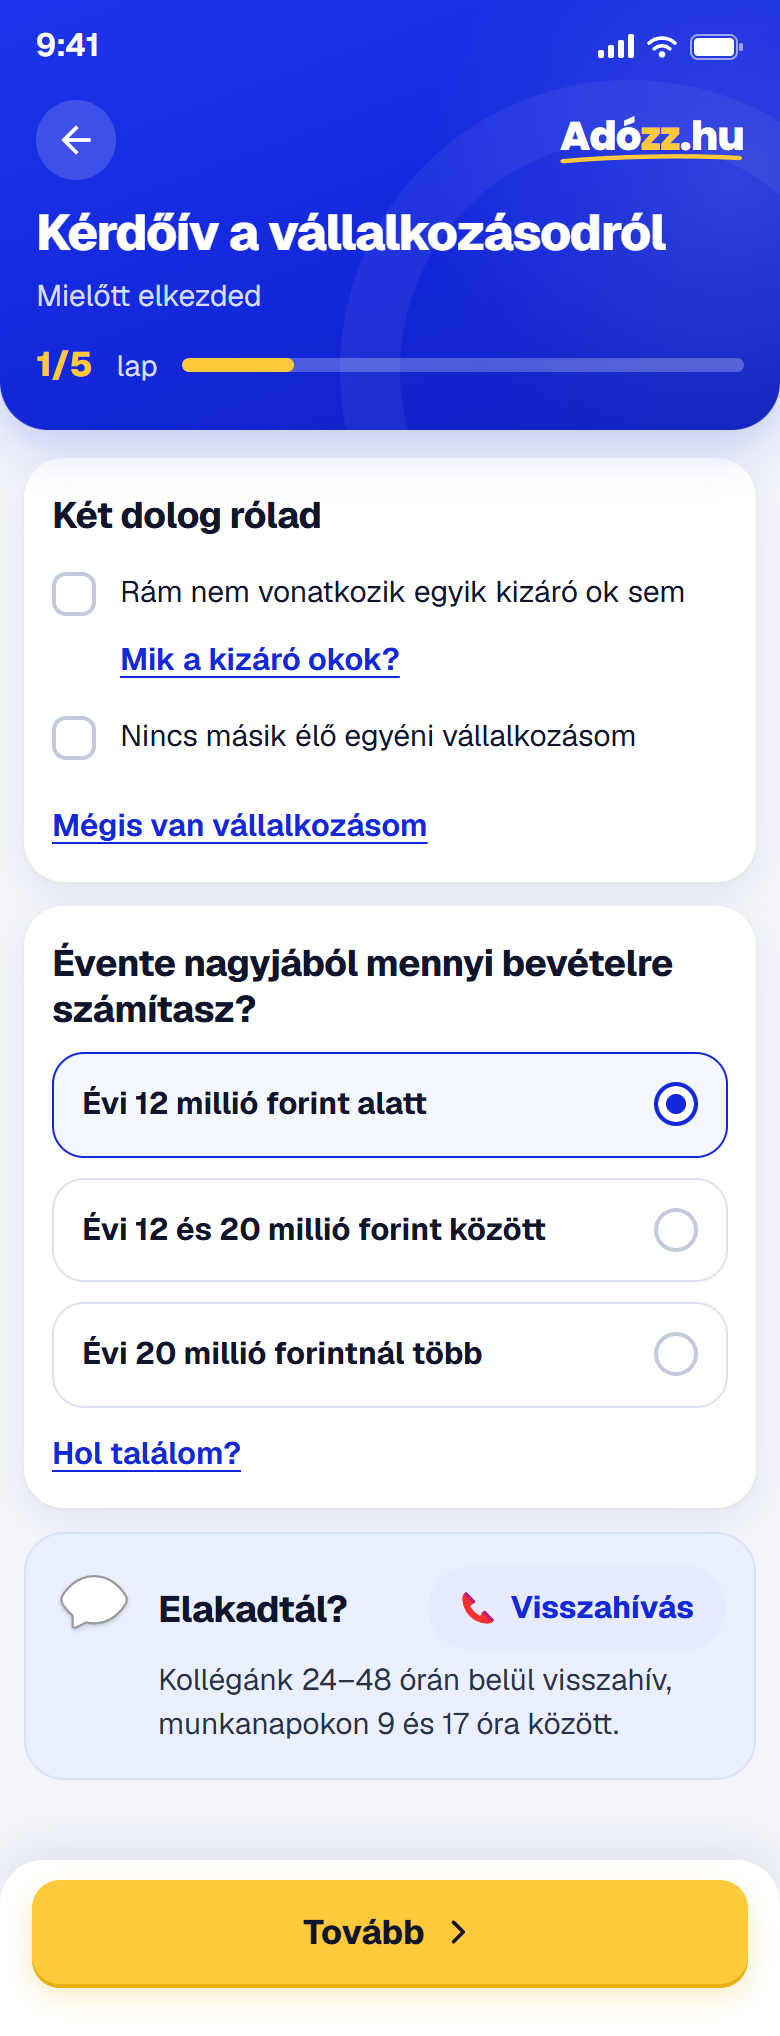 9:41
Adózz.hu
Kérdőív a vállalkozásodról
Mielőtt elkezded
1/5 lap
Két dolog rólad
Rám nem vonatkozik egyik kizáró ok sem
Mik a kizáró okok?
Nincs másik élő egyéni vállalkozásom
Mégis van vállalkozásom
Évente nagyjából mennyi bevételre
számítasz?
Évi 12 millió forint alatt
Évi 12 és 20 millió forint között
Évi 20 millió forintnál több
Hol találom?
Elakadtál?
Visszahívás
Kollégánk 24–48 órán belül visszahív,
munkanapokon 9 és 17 óra között.
Tovább